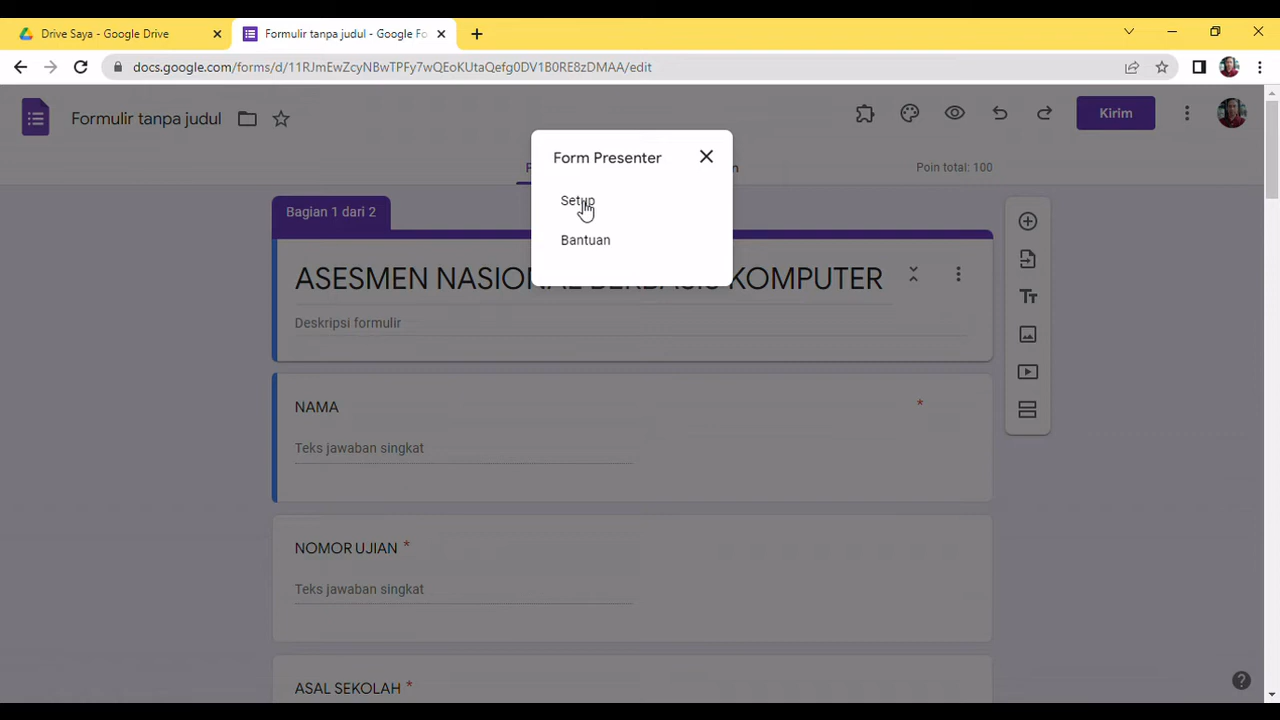 Drive Saya - Google Drive
Formulir tanpa judul - Google Fo
docs.google.com/forms/d/11RJmEwZcyNBwTPFy7wQEoKUtaQefg0DV1B0RE8zDMAA/edit
Formulir tanpa judul
Kirim
Form Presenter
Poin total: 100
Setup
Bantuan
Bagian 1 dari 2
ASESMEN NASIONAL BERBASIS KOMPUTER
Deskripsi formulir
NAMA *
Teks jawaban singkat
NOMOR UJIAN *
Teks jawaban singkat
ASAL SEKOLAH *